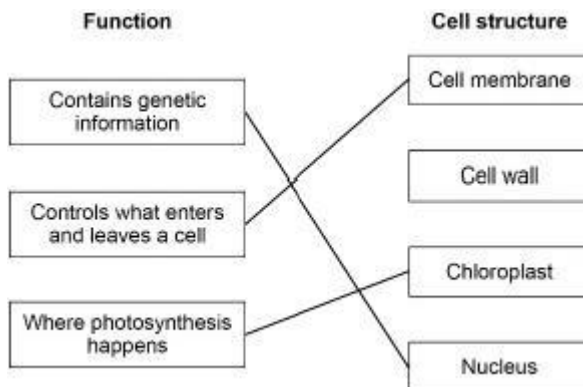 Function
Cell structure
Contains genetic
information
Controls what enters
and leaves a cell
Where photosynthesis
happens
Cell membrane
Cell wall
Chloroplast
Nucleus